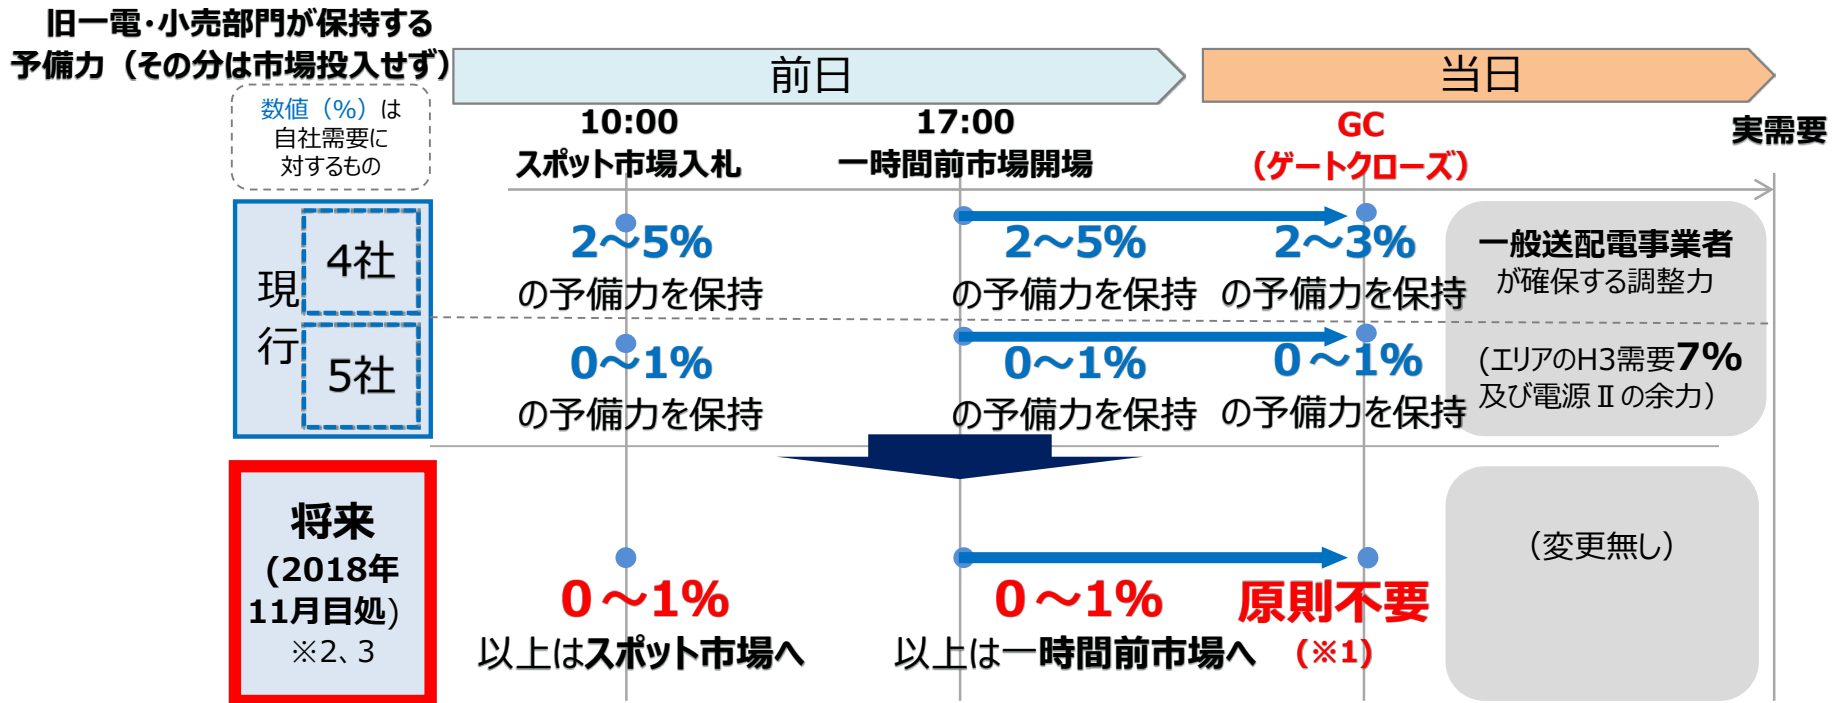 旧一電・小売部門が保持する
予備力（その分は市場投入せず）
数値（%）は
自社需要に
対するもの
前日
当日
10:00
スポット市場入札
17:00
一時間前市場開場
GC
（ゲートクローズ）
実需要
現行
4社
2～5%
の予備力を保持
2～5%
の予備力を保持
2～3%
の予備力を保持
5社
0～1%
の予備力を保持
0～1%
の予備力を保持
0～1%
の予備力を保持
一般送配電事業者
が確保する調整力
(エリアのH3需要7%
及び電源Ⅱの余力）
将来
(2018年
11月目処)
※2、3
0～1%
以上はスポット市場へ
0～1%
以上は一時間前市場へ
原則不要
（※1）
（変更無し）